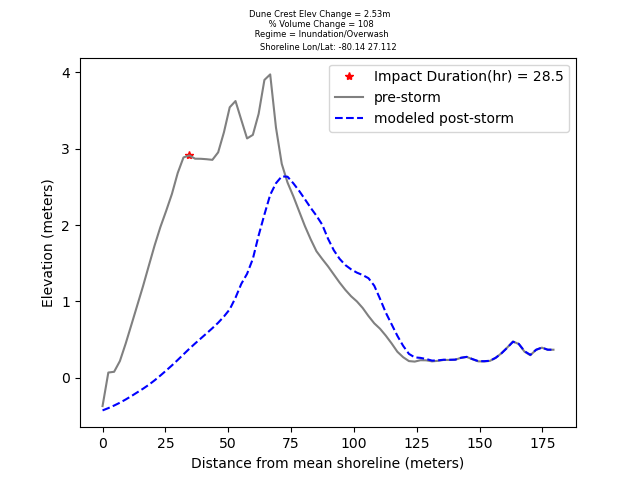 Dune Crest Elev Change = 2.53m
% Volume Change = 108
Regime = Inundation/Overwash
Shoreline Lon/Lat: -80.14 27.112
Impact Duration(hr) = 28.5
pre-storm
modeled post-storm
4
3
2
1
0
Elevation (meters)
0 25 50 75 100 125 150 175
Distance from mean shoreline (meters)